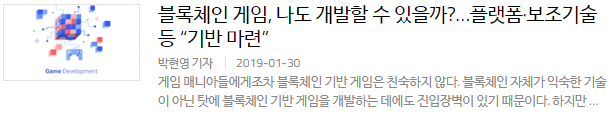 블록체인 게임, 나도 개발할 수 있을까?…플랫폼·보조기술
등 “기반 마련”
박현영 기자 | 2019-01-30
게임 매니아들에게조차 블록체인 기반 게임은 친숙하지 않다. 블록체인 자체가 익숙한 기술
이 아닌 탓에 블록체인 기반 게임을 개발하는 데에도 진입장벽이 있기 때문이다. 하지만 ...
Game Development